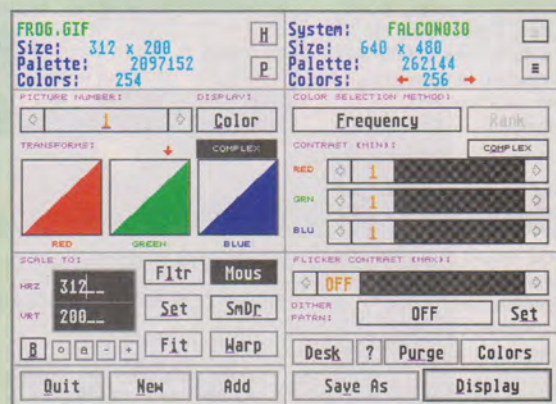 FROG.GIF
Size: 312 x 200
Palette: 2097152
Colors: 254
H
P
System: FALCON030
Size: 640 x 480
Palette: 262144
Colors: ← 256 →
PICTURE NUMBER:
DISPLAY:
1
Color
TRANSFORMS:
COMPLEX
RED
GREEN
BLUE
COLOR SELECTION METHOD:
Frequency
Rank
CONTRAST (MIN):
COMPLEX
RED 1
GRN 1
BLU 1
SCALE TO:
HRZ 312__
VRT 200__
Fltr
Mous
Set
SmDr
B
Fit
Warp
FLICKER CONTRAST (MAX):
OFF
DITHER PATRN:
OFF
Set
Desk ? Purge Colors
Quit New Add
Save As Display